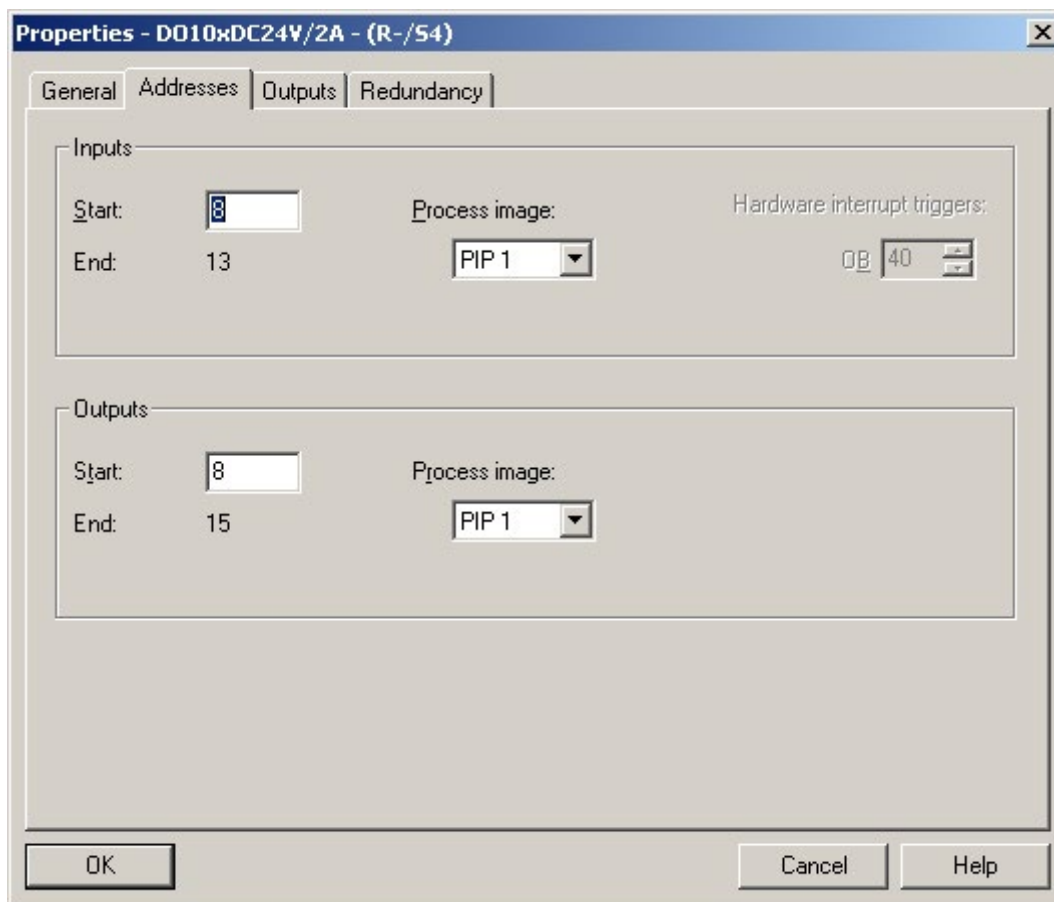 Properties - DO10xDC24V/2A - (R-/S4)
General Addresses Outputs Redundancy
Inputs
Start: 8 Process image: Hardware interrupt triggers:
End: 13 PIP 1 OB 40
Outputs
Start: 8 Process image:
End: 15 PIP 1
OK Cancel Help